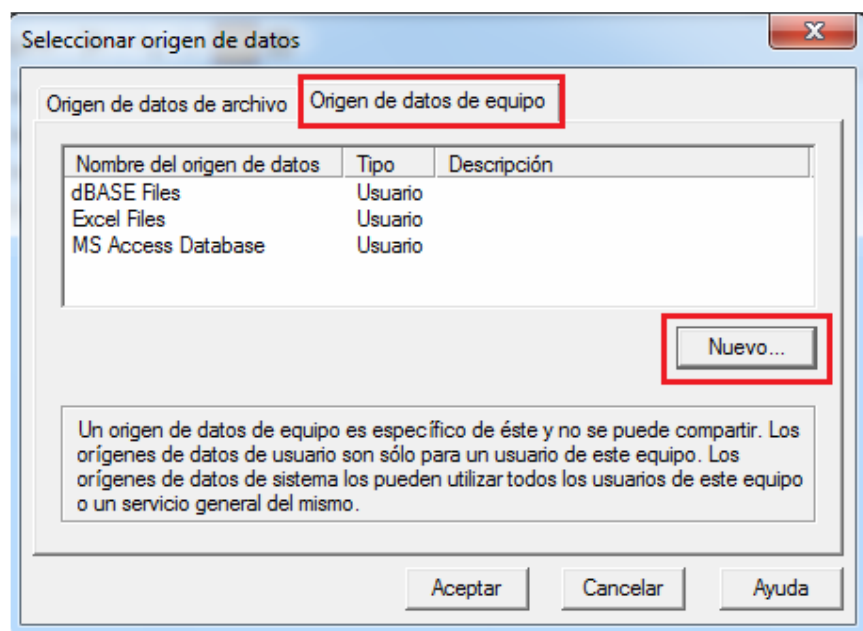 Seleccionar origen de datos
X
Origen de datos de archivo Origen de datos de equipo
Nombre del origen de datos Tipo Descripción
dBASE Files Usuario
Excel Files Usuario
MS Access Database Usuario
Nuevo...
Un origen de datos de equipo es específico de éste y no se puede compartir. Los
orígenes de datos de usuario son sólo para un usuario de este equipo. Los
orígenes de datos de sistema los pueden utilizar todos los usuarios de este equipo
o un servicio general del mismo.
Aceptar Cancelar Ayuda